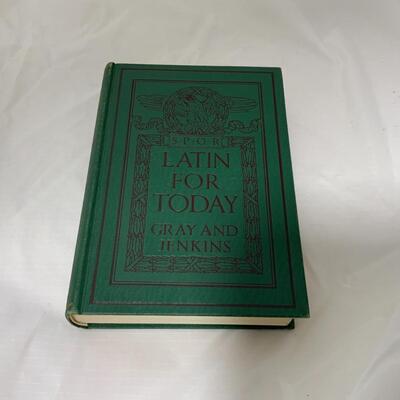 S·P·Q·R
LATIN
FOR
TODAY
GRAY AND
JENKINS